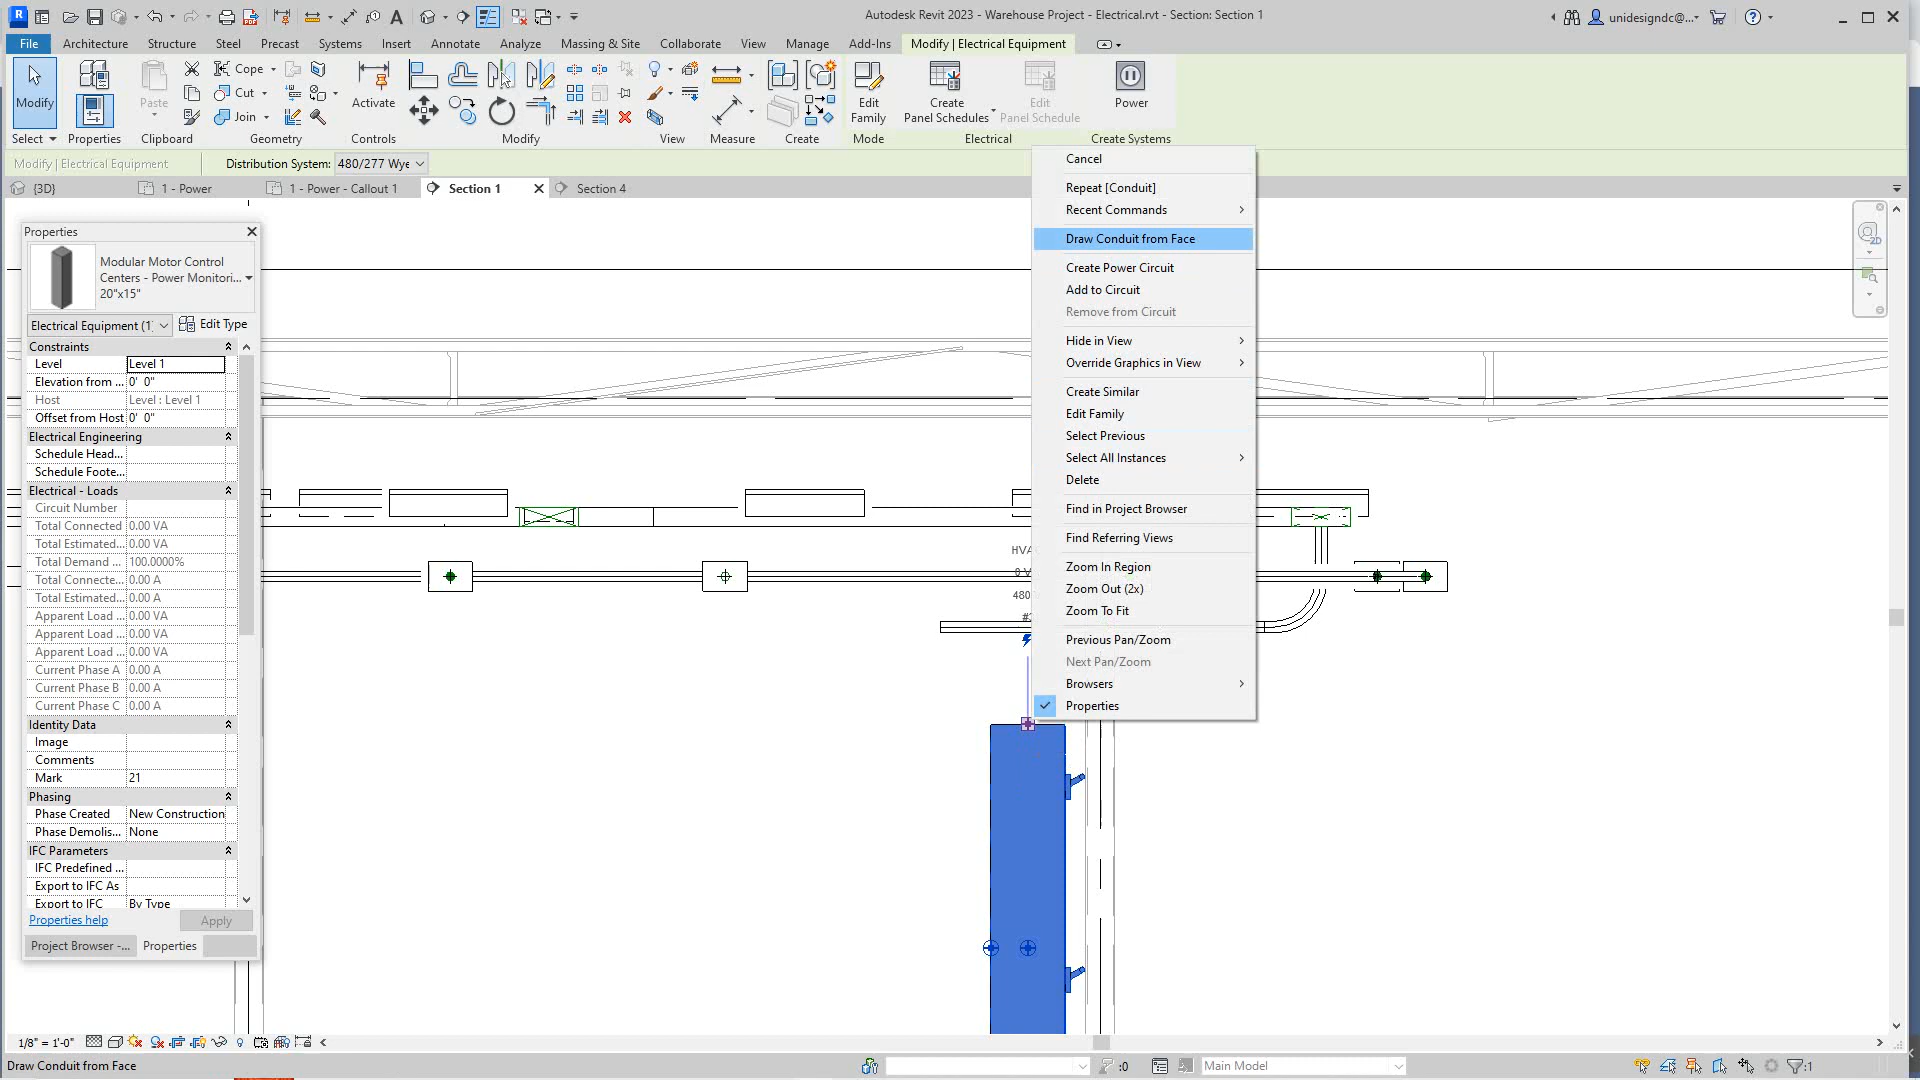 Autodesk Revit 2023 - Warehouse Project - Electrical.rvt - Section: Section 1
unidesigndc@...
File Architecture Structure Steel Precast Systems Insert Annotate Analyze Massing & Site Collaborate View Manage Add-Ins Modify | Electrical Equipment
Modify
Paste
Cope
Cut
Join
Activate
Edit
Family
Create
Panel Schedules
Edit
Panel Schedule
Power
Select Properties Clipboard Geometry Controls Modify View Measure Create Mode Electrical Create Systems
Modify | Electrical Equipment
Distribution System: 480/277 Wye
{3D}
1 - Power
1 - Power - Callout 1
Section 1
Section 4
Properties
Modular Motor Control
Centers - Power Monitori...
20"x15"
Electrical Equipment (1)
Edit Type
Constraints
Level Level 1
Elevation from ... 0' 0"
Host Level : Level 1
Offset from Host 0' 0"
Electrical Engineering
Schedule Head...
Schedule Foote...
Electrical - Loads
Circuit Number
Total Connected 0.00 VA
Total Estimated... 0.00 VA
Total Demand ... 100.0000%
Total Connecte... 0.00 A
Total Estimated... 0.00 A
Apparent Load ... 0.00 VA
Apparent Load ... 0.00 VA
Apparent Load ... 0.00 VA
Current Phase A 0.00 A
Current Phase B 0.00 A
Current Phase C 0.00 A
Identity Data
Image
Comments
Mark 21
Phasing
Phase Created New Construction
Phase Demolis... None
IFC Parameters
IFC Predefined ...
Export to IFC As
Export to IFC By Type
Properties help
Apply
Project Browser -...
Properties
Cancel
Repeat [Conduit]
Recent Commands
Draw Conduit from Face
Create Power Circuit
Add to Circuit
Remove from Circuit
Hide in View
Override Graphics in View
Create Similar
Edit Family
Select Previous
Select All Instances
Delete
Find in Project Browser
Find Referring Views
Zoom In Region
Zoom Out (2x)
Zoom To Fit
Previous Pan/Zoom
Next Pan/Zoom
Browsers
Properties
HVA
0 V
480
2D
1/8" = 1'-0"
Draw Conduit from Face
:0
Main Model
:1